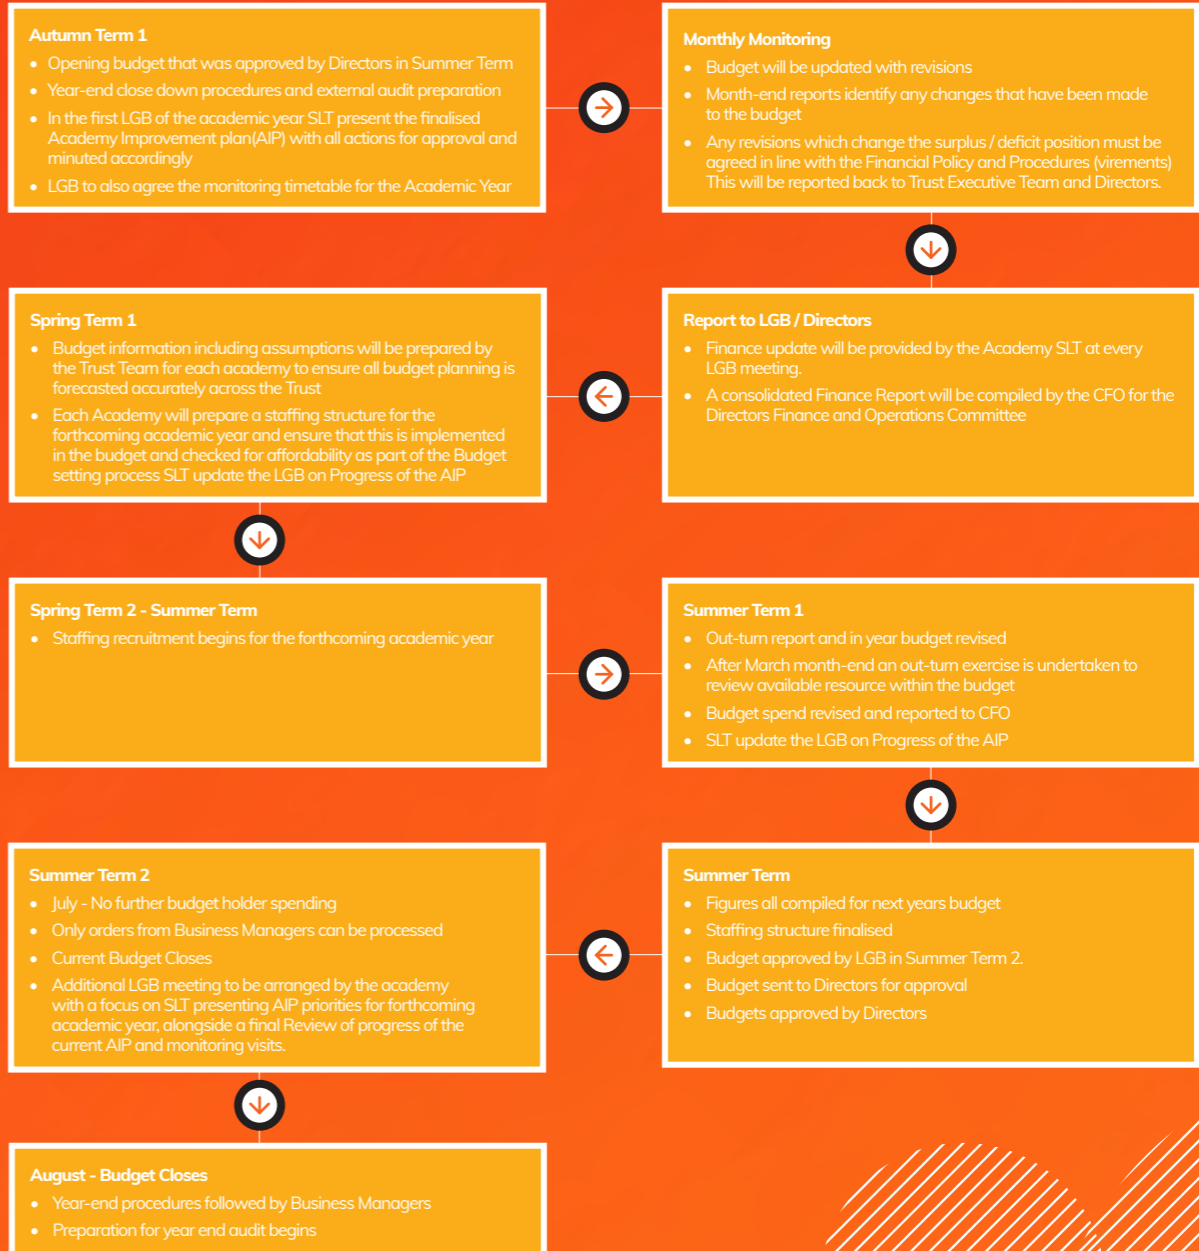 Autumn Term 1
• Opening budget that was approved by Directors in Summer Term
• Year-end close down procedures and external audit preparation
• In the first LGB of the academic year SLT present the finalised
Academy Improvement plan(AIP) with all actions for approval and
minuted accordingly
• LGB to also agree the monitoring timetable for the Academic Year
Monthly Monitoring
• Budget will be updated with revisions
• Month-end reports identify any changes that have been made
to the budget
• Any revisions which change the surplus / deficit position must be
agreed in line with the Financial Policy and Procedures (virements)
This will be reported back to Trust Executive Team and Directors.
Report to LGB / Directors
• Finance update will be provided by the Academy SLT at every
LGB meeting.
• A consolidated Finance Report will be compiled by the CFO for the
Directors Finance and Operations Committee
Spring Term 1
• Budget information including assumptions will be prepared by
the Trust Team for each academy to ensure all budget planning is
forecasted accurately across the Trust
• Each Academy will prepare a staffing structure for the
forthcoming academic year and ensure that this is implemented
in the budget and checked for affordability as part of the Budget
setting process SLT update the LGB on Progress of the AIP
Spring Term 2 - Summer Term
• Staffing recruitment begins for the forthcoming academic year
Summer Term 1
• Out-turn report and in year budget revised
• After March month-end an out-turn exercise is undertaken to
review available resource within the budget
• Budget spend revised and reported to CFO
• SLT update the LGB on Progress of the AIP
Summer Term
• Figures all compiled for next years budget
• Staffing structure finalised
• Budget approved by LGB in Summer Term 2.
• Budget sent to Directors for approval
• Budgets approved by Directors
Summer Term 2
• July - No further budget holder spending
• Only orders from Business Managers can be processed
• Current Budget Closes
• Additional LGB meeting to be arranged by the academy
with a focus on SLT presenting AIP priorities for forthcoming
academic year, alongside a final Review of progress of the
current AIP and monitoring visits.
August - Budget Closes
• Year-end procedures followed by Business Managers
• Preparation for year end audit begins